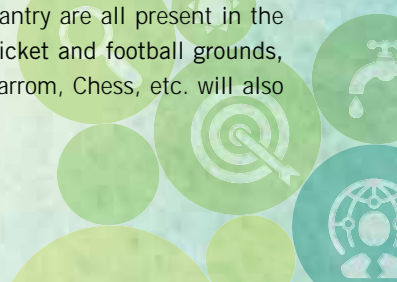 antry are all present in the
icket and football grounds,
arrom, Chess, etc. will also